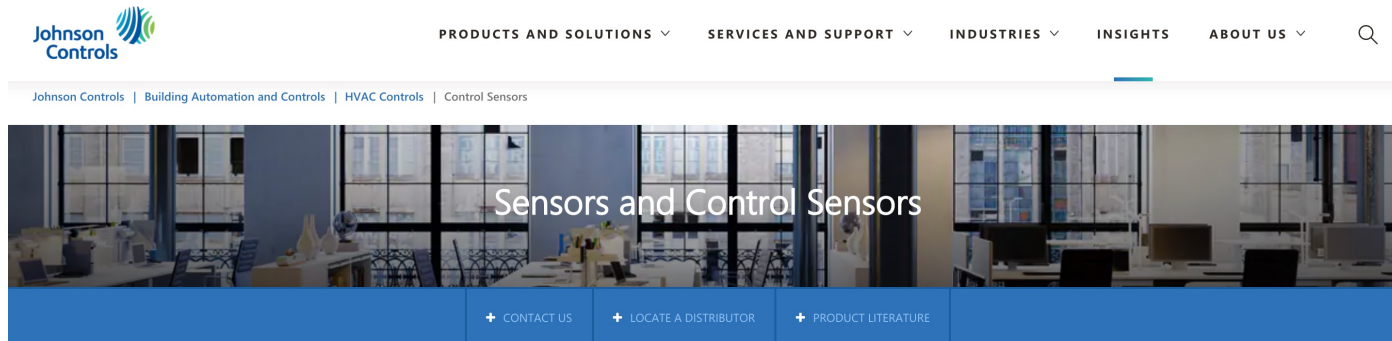 Johnson
Controls
PRODUCTS AND SOLUTIONS
SERVICES AND SUPPORT
INDUSTRIES
INSIGHTS
ABOUT US
Johnson Controls | Building Automation and Controls | HVAC Controls | Control Sensors
Sensors and Control Sensors
+ CONTACT US
+ LOCATE A DISTRIBUTOR
+ PRODUCT LITERATURE